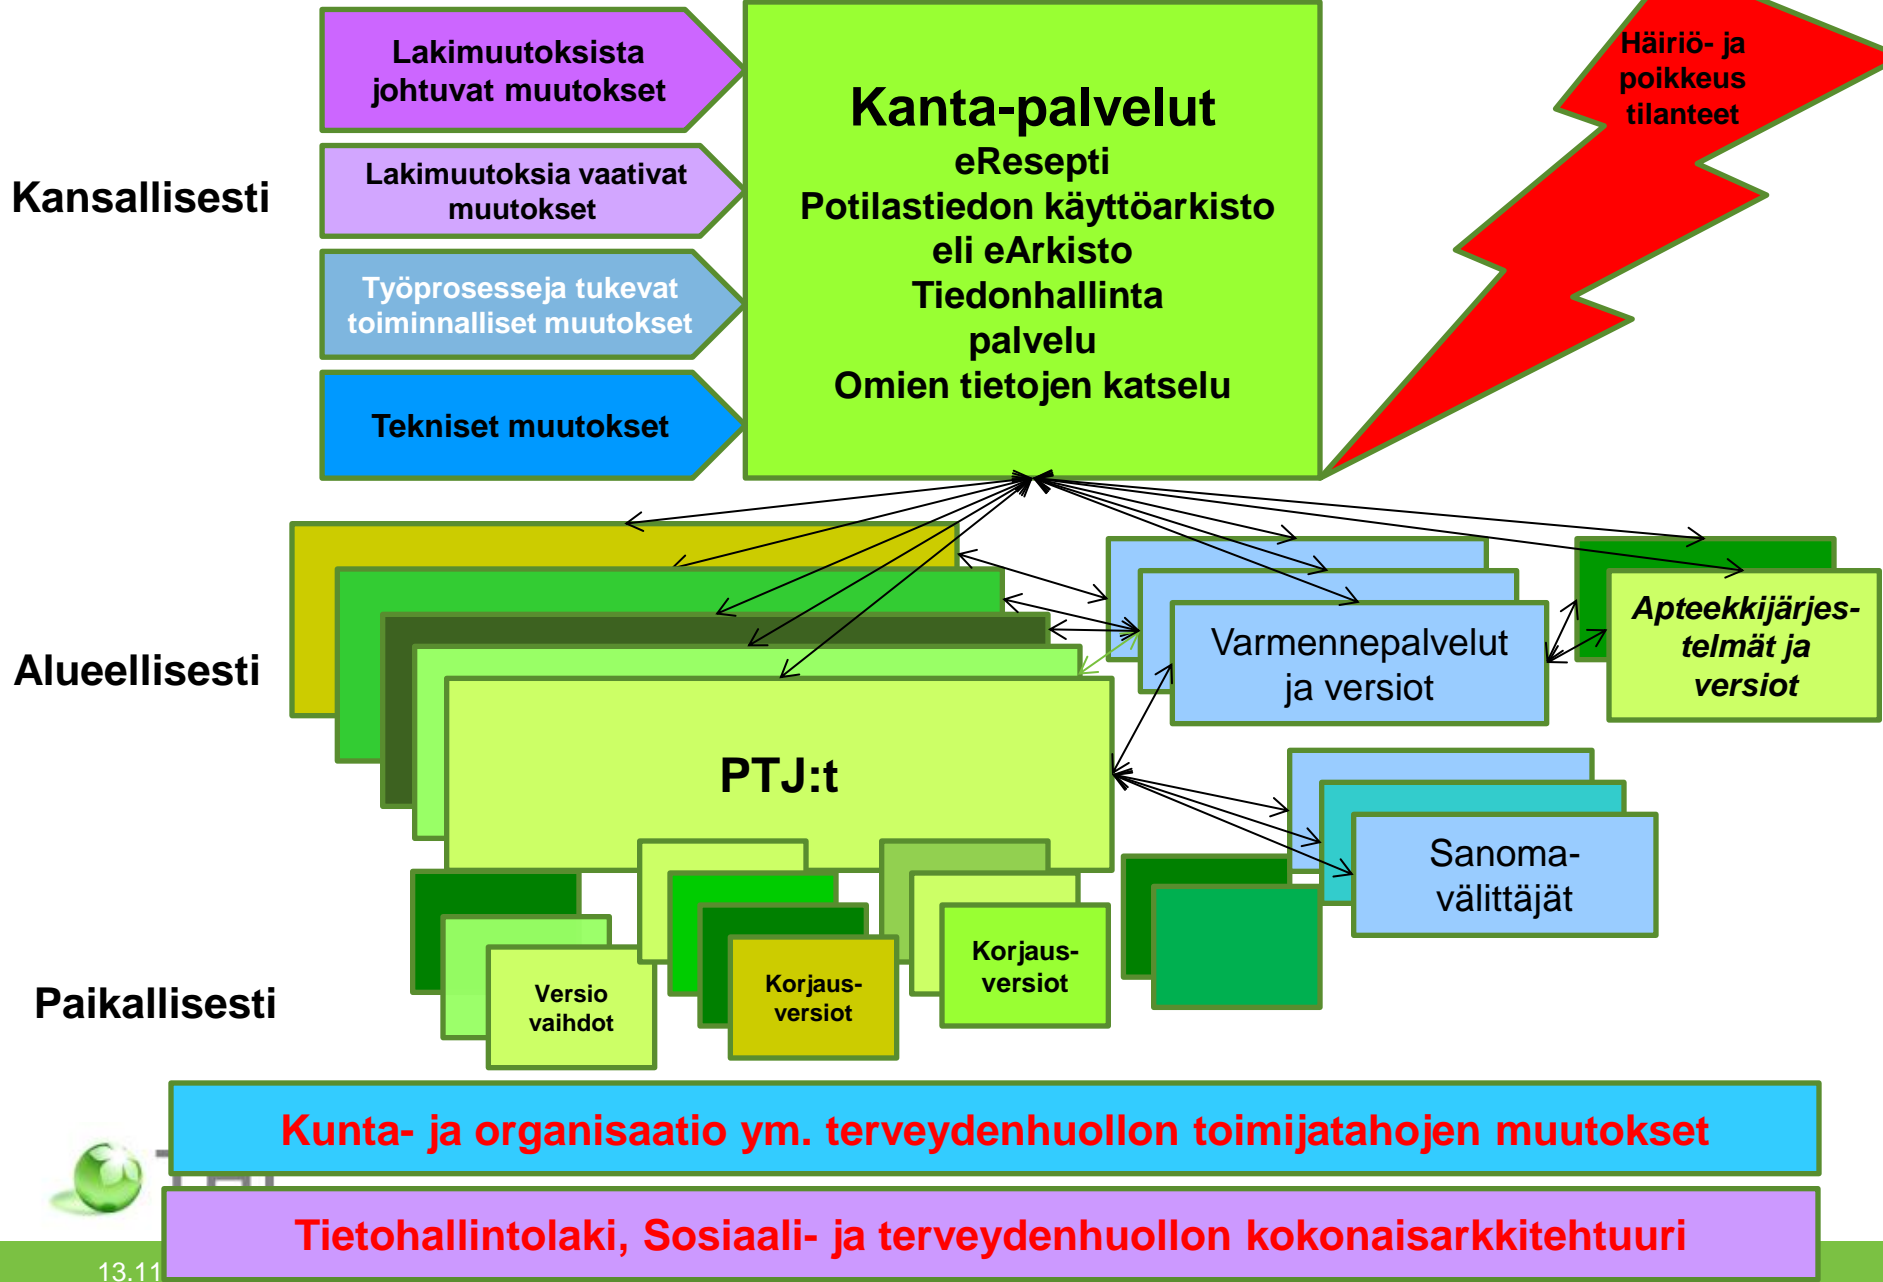 Lakimuutoksista
johtuvat muutokset
Lakimuutoksia vaativat
muutokset
Työprosesseja tukevat
toiminnalliset muutokset
Tekniset muutokset
Kansallisesti
Kanta-palvelut
eResepti
Potilastiedon käyttöarkisto
eli eArkisto
Tiedonhallinta
palvelu
Omien tietojen katselu
Häiriö- ja
poikkeus
tilanteet
Alueellisesti
PTJ:t
Varmennepalvelut
ja versiot
Apteekkijärjes-
telmät ja
versiot
Sanoma-
välittäjät
Paikallisesti
Versio
vaihdot
Korjaus-
versiot
Korjaus-
versiot
Kunta- ja organisaatio ym. terveydenhuollon toimijatahojen muutokset
Tietohallintolaki, Sosiaali- ja terveydenhuollon kokonaisarkkitehtuuri
13.11